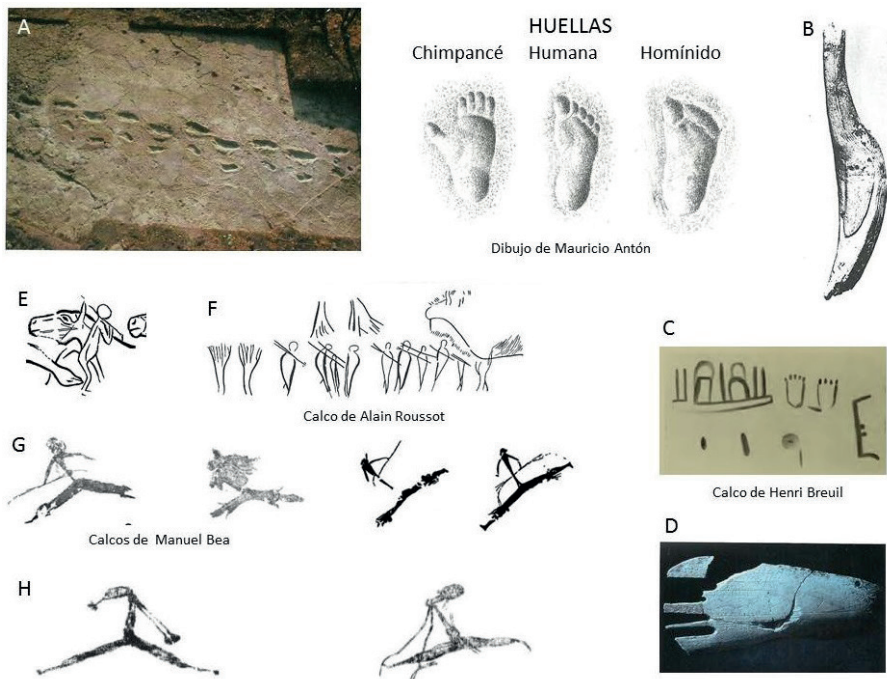 A
HUELLAS
Chimpancé Humana Homínido
Dibujo de Mauricio Antón
B
E
F
Calco de Alain Roussot
C
Calco de Henri Breuil
G
Calcos de Manuel Bea
D
H